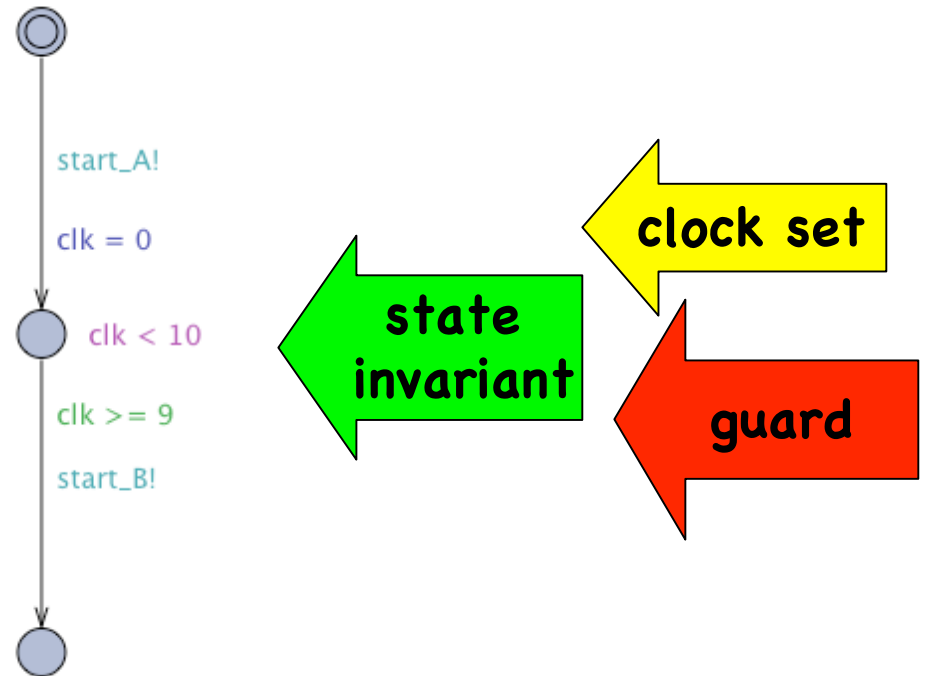 start_A!
clk = 0
clock set
state
invariant
clk < 10
clk >= 9
guard
start_B!